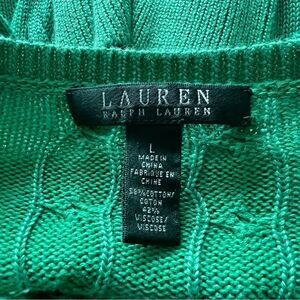 LAUREN
RALPH LAUREN
L
MADE IN
CHINA
FABRIQUE EN
CHINE
58% COTTON/
COTON
42%
VISCOSE/
VISCOSE